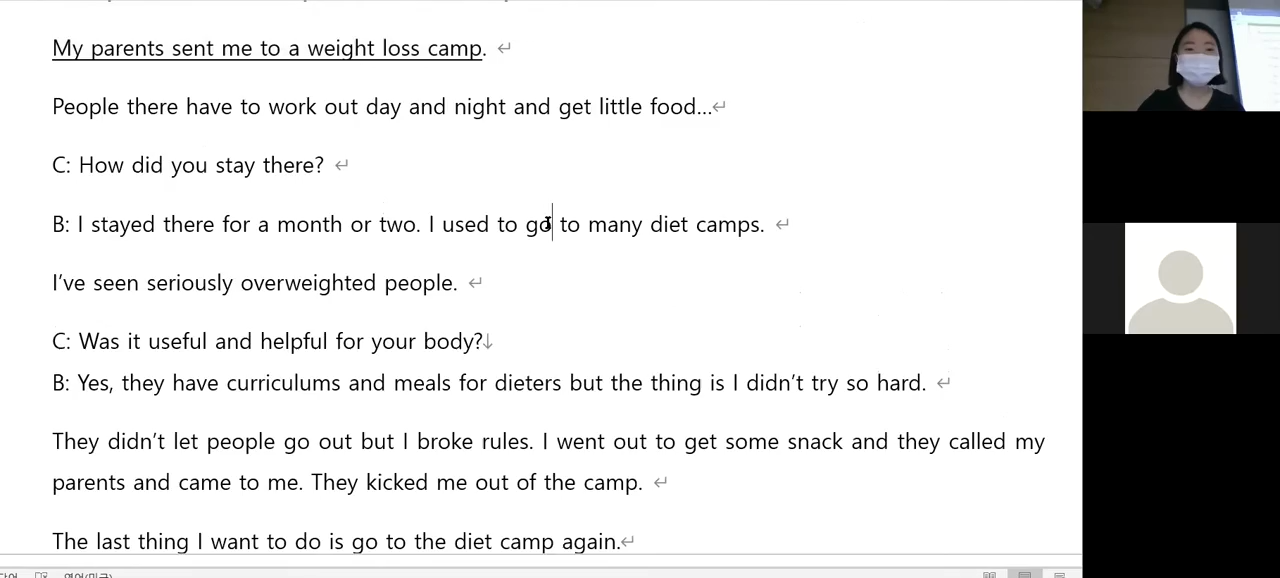 My parents sent me to a weight loss camp.
People there have to work out day and night and get little food...
C: How did you stay there?
B: I stayed there for a month or two. I used to go to many diet camps.
I've seen seriously overweighted people.
C: Was it useful and helpful for your body?
B: Yes, they have curriculums and meals for dieters but the thing is I didn't try so hard.
They didn't let people go out but I broke rules. I went out to get some snack and they called my
parents and came to me. They kicked me out of the camp.
The last thing I want to do is go to the diet camp again.